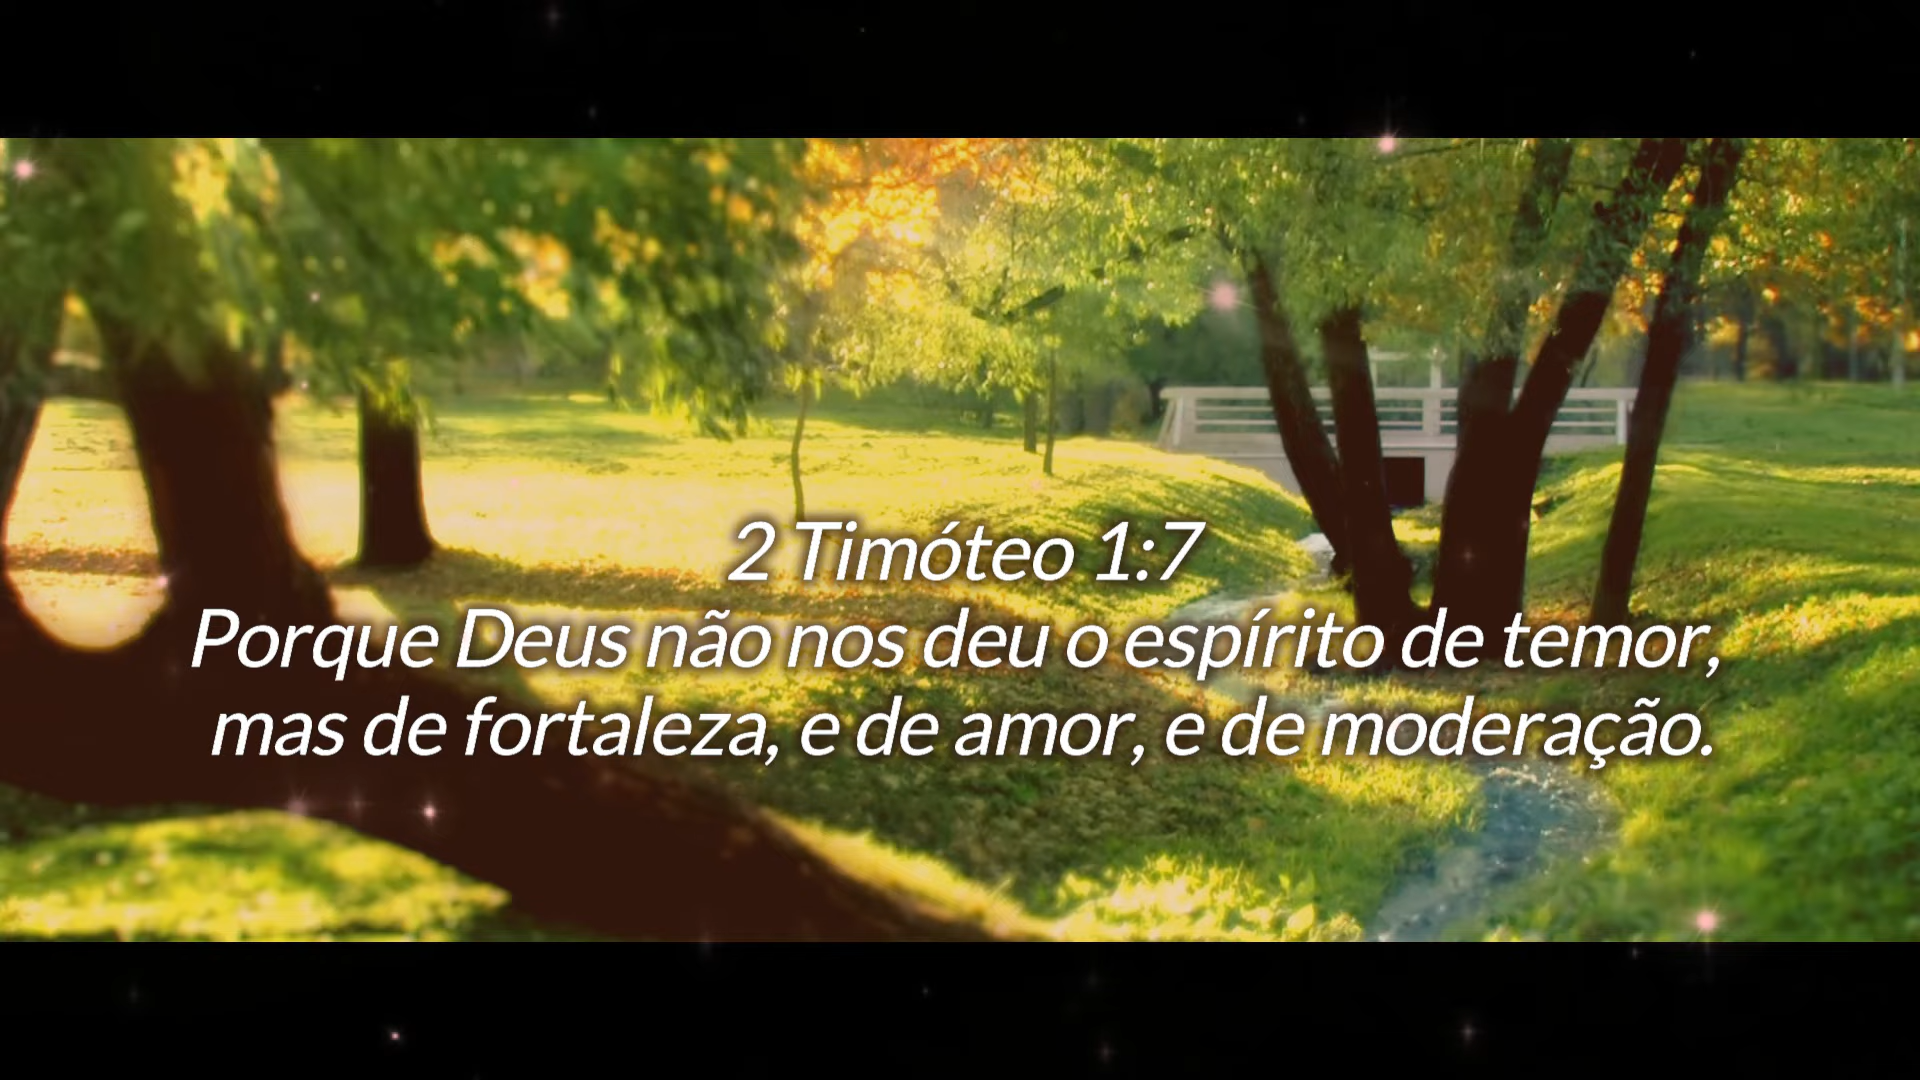 2 Timóteo 1:7
Porque Deus não nos deu o espírito de temor,
mas de fortaleza, e de amor, e de moderação.